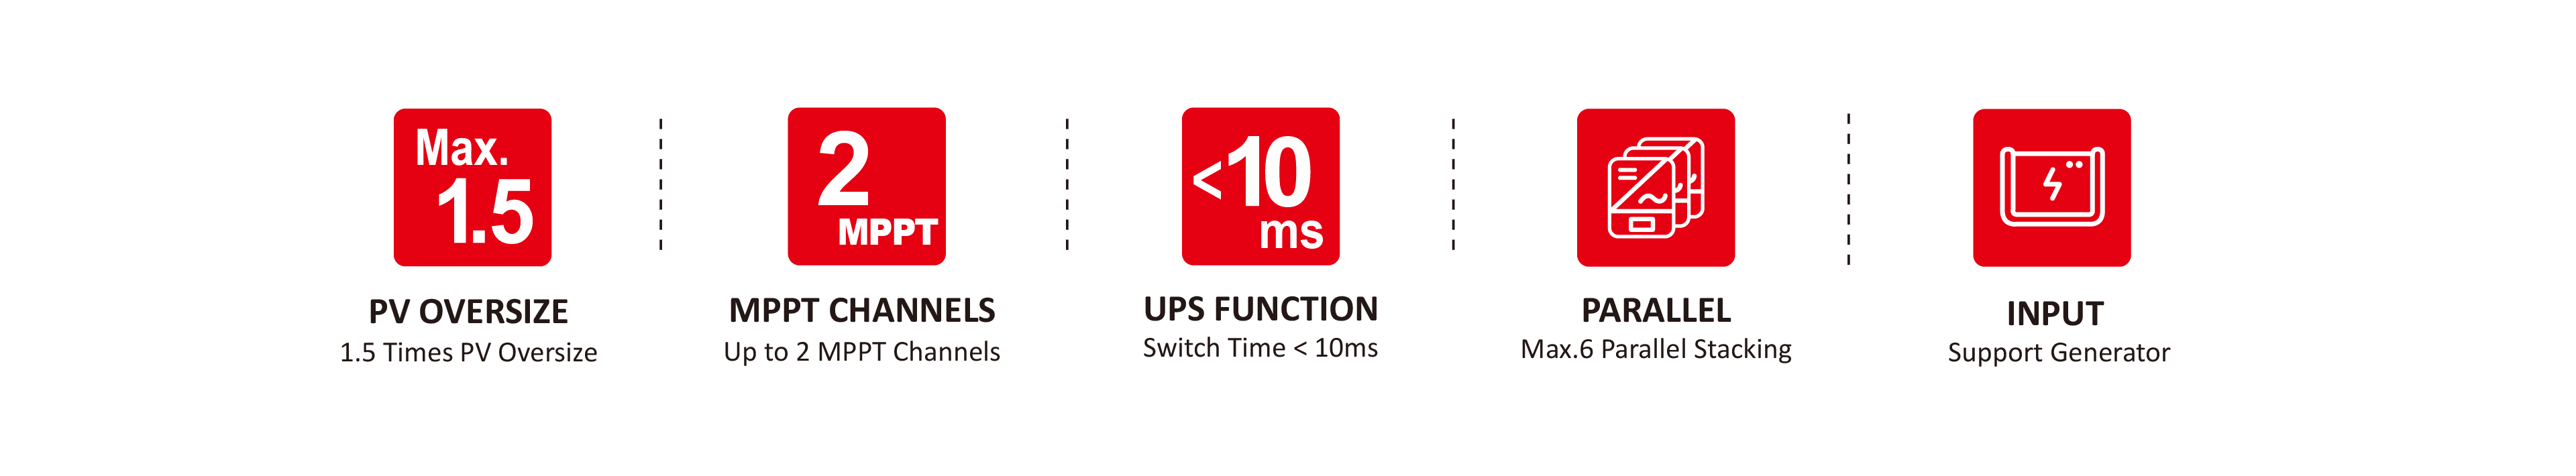 Max.
1.5
PV OVERSIZE
1.5 Times PV Oversize
2
MPPT
MPPT CHANNELS
Up to 2 MPPT Channels
<10
ms
UPS FUNCTION
Switch Time < 10ms
PARALLEL
Max.6 Parallel Stacking
INPUT
Support Generator